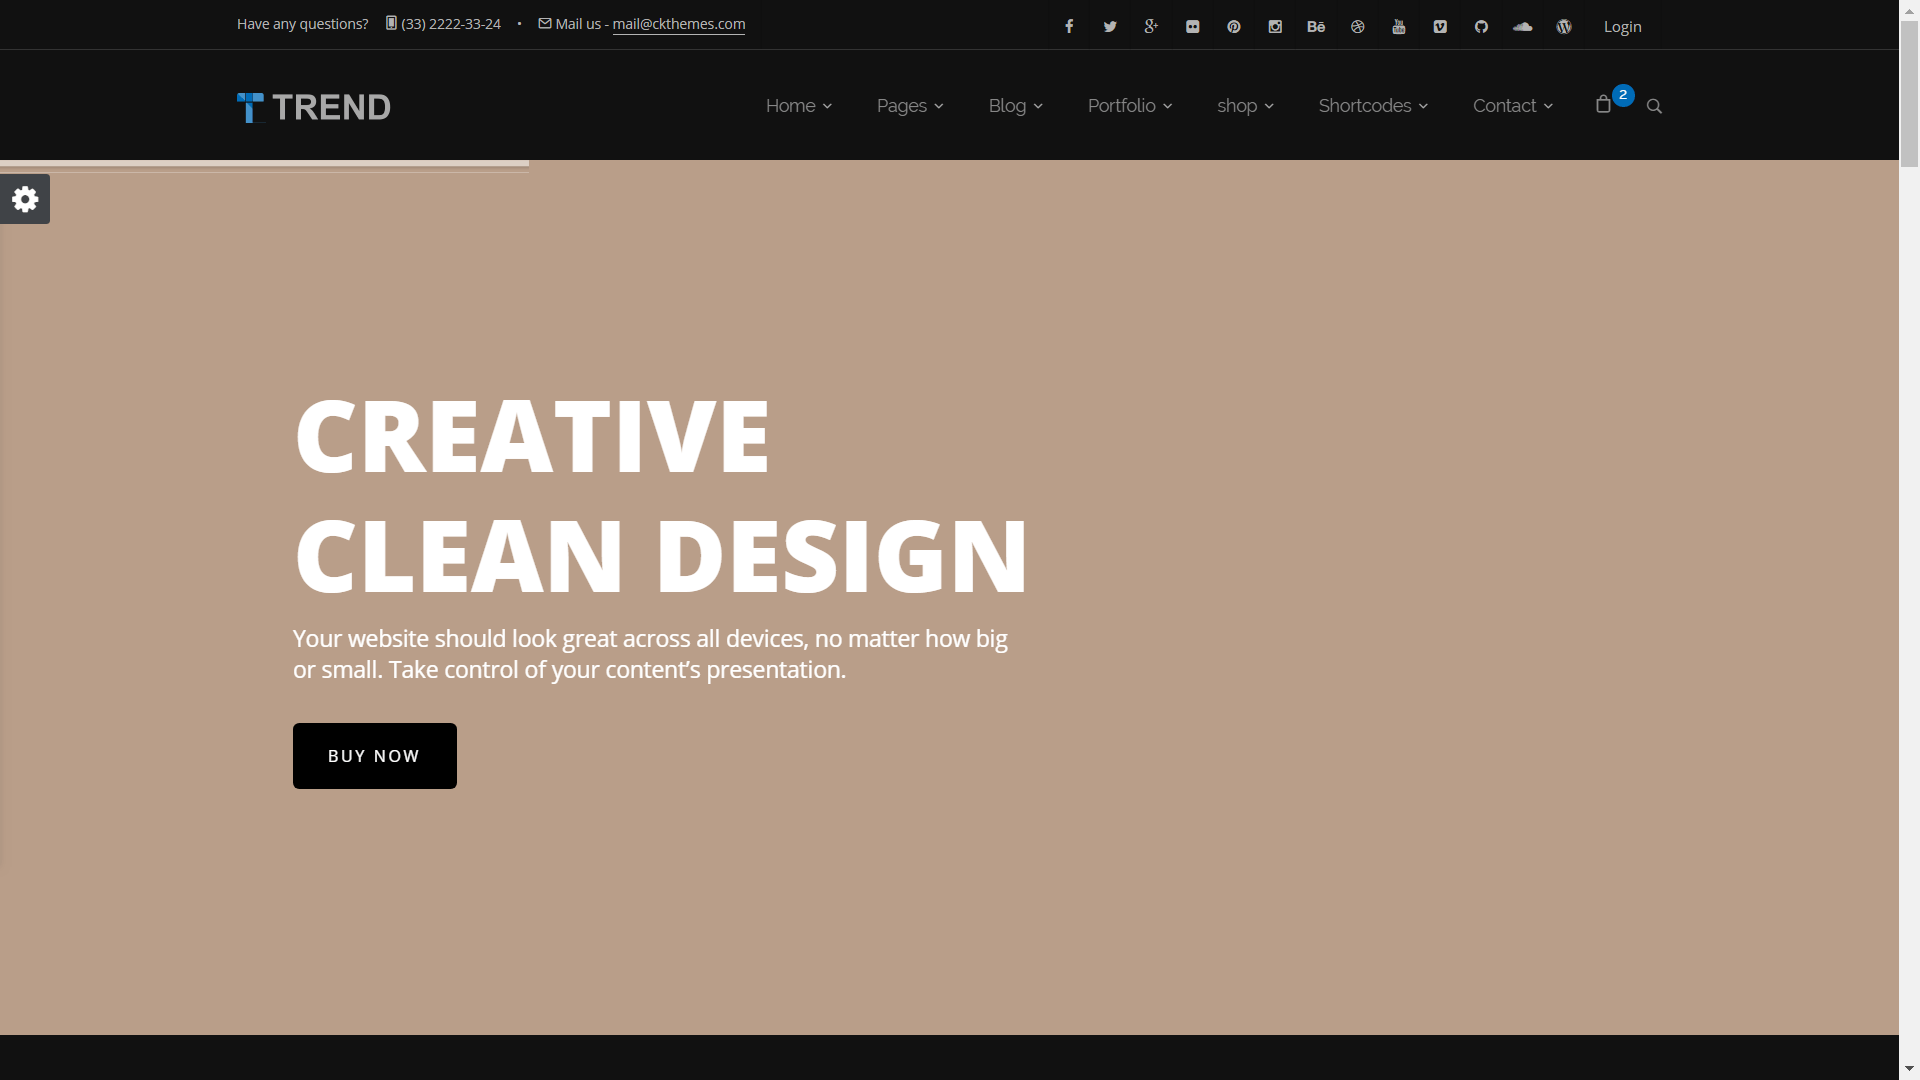 Have any questions? (33) 2222-33-24 • Mail us - mail@ckthemes.com Login
TREND Home Pages Blog Portfolio shop Shortcodes Contact 2
CREATIVE
CLEAN DESIGN
Your website should look great across all devices, no matter how big
or small. Take control of your content’s presentation.
BUY NOW